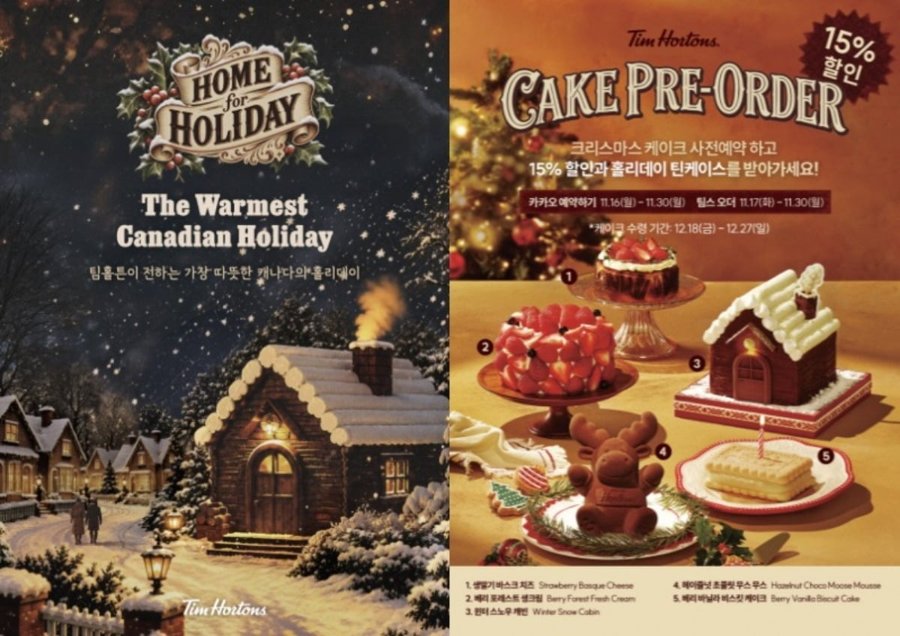 HOME
for
HOLIDAY
The Warmest
Canadian Holiday
팀홀튼이 전하는 가장 따뜻한 캐나다의 홀리데이
Tim Hortons
Tim Hortons.
15%
할인
CAKE PRE-ORDER
크리스마스 케이크 사전예약 하고
15% 할인과 홀리데이 틴케이스를 받아가세요!
카카오 예약하기 11.16(월) - 11.30(월) 팀스 오더 11.17(화) - 11.30(월)
*케이크 수령 기간: 12.18(금) ~ 12.27(일)
1
2
3
4
Tim Hortons
5
1. 생딸기 바스크 치즈 Strawberry Basque Cheese
2. 베리 포레스트 생크림 Berry Forest Fresh Cream
3. 윈터 스노우 캐빈 Winter Snow Cabin
4. 헤이즐넛 초콜릿 무스 무스 Hazelnut Choco Moose Mousse
5. 베리 바닐라 비스킷 케이크 Berry Vanilla Biscuit Cake